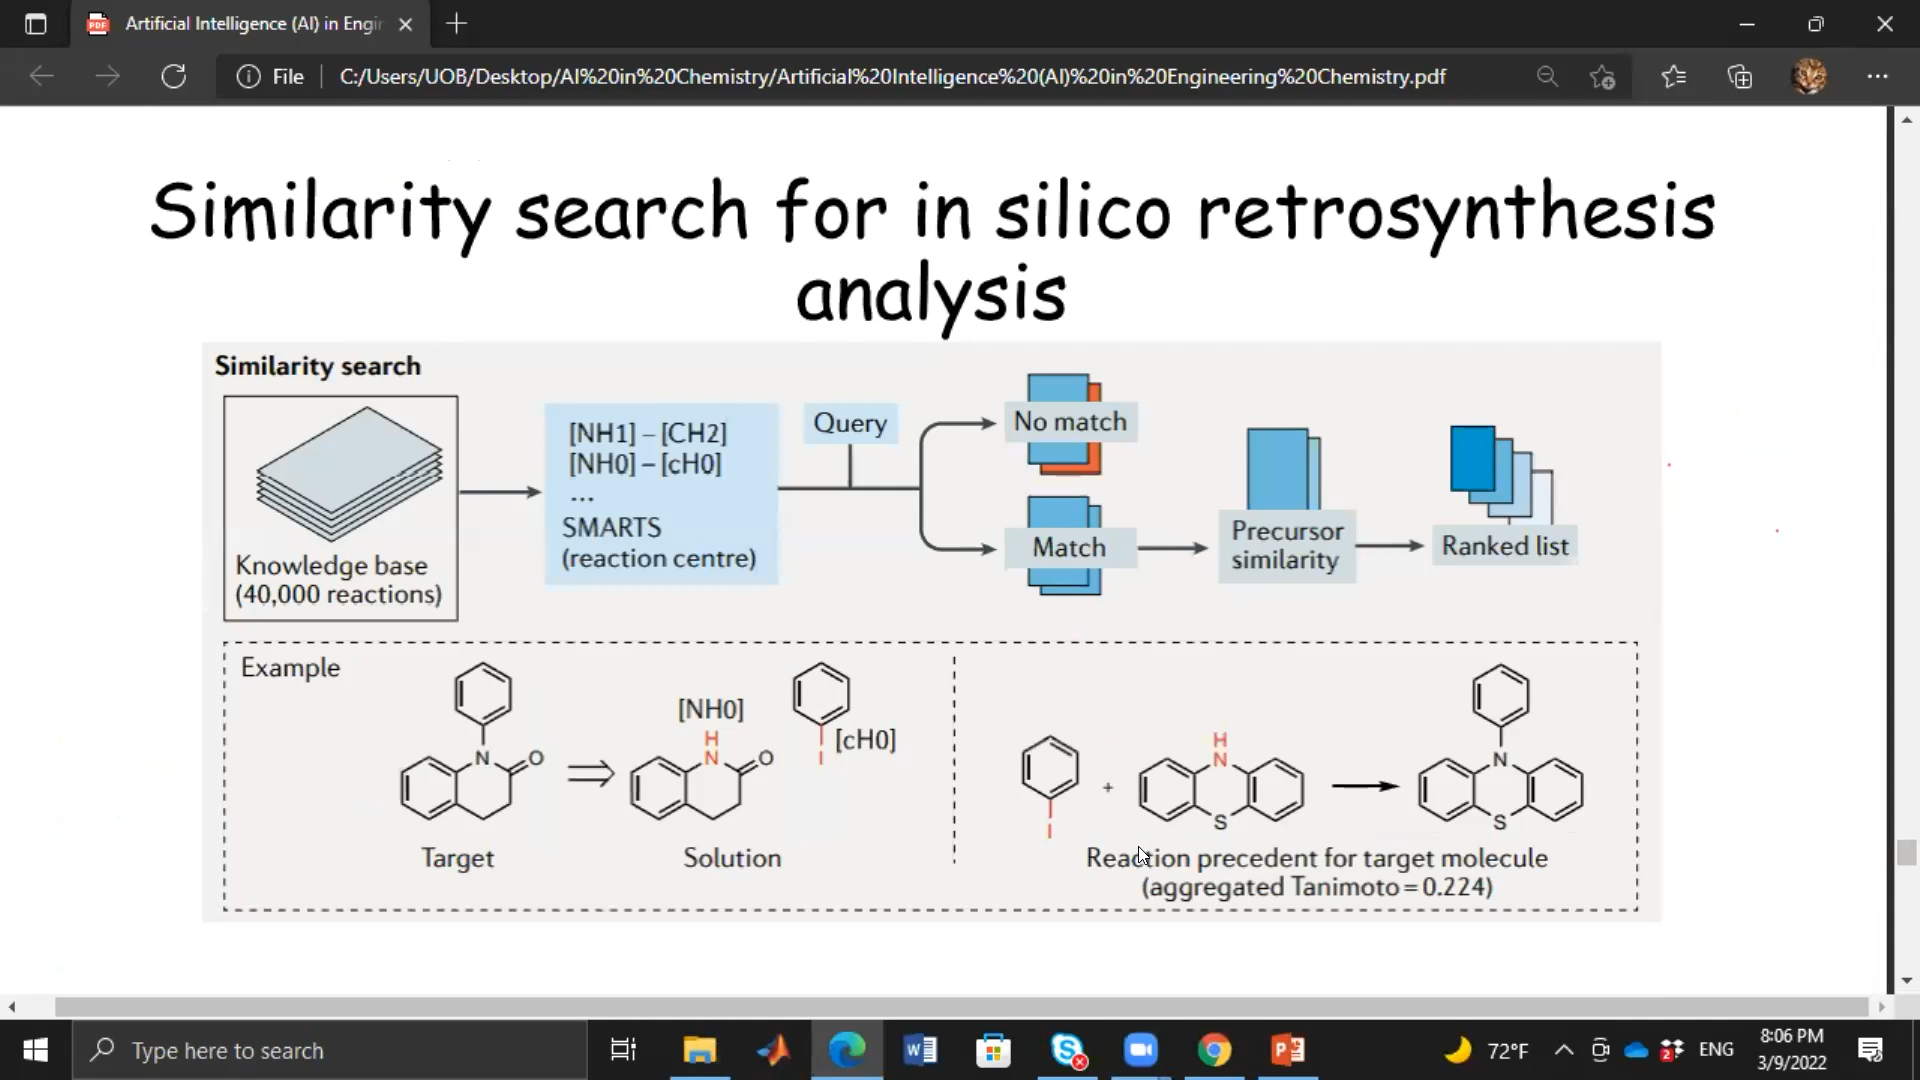 Artificial Intelligence (AI) in Engin
File
C:/Users/UOB/Desktop/AI%20in%20Chemistry/Artificial%20Intelligence%20(AI)%20in%20Engineering%20Chemistry.pdf
Similarity search for in silico retrosynthesis
analysis
Similarity search
Knowledge base
(40,000 reactions)
[NH1] – [CH2]
[NH0] – [cH0]
...
SMARTS
(reaction centre)
Query
No match
Match
Precursor
similarity
Ranked list
Example
N
O
Target
[NH0]
H
N
O
I
[cH0]
Solution
I
+
H
N
S
N
S
Reaction precedent for target molecule
(aggregated Tanimoto = 0.224)
Type here to search
72°F
2
ENG
8:06 PM
3/9/2022